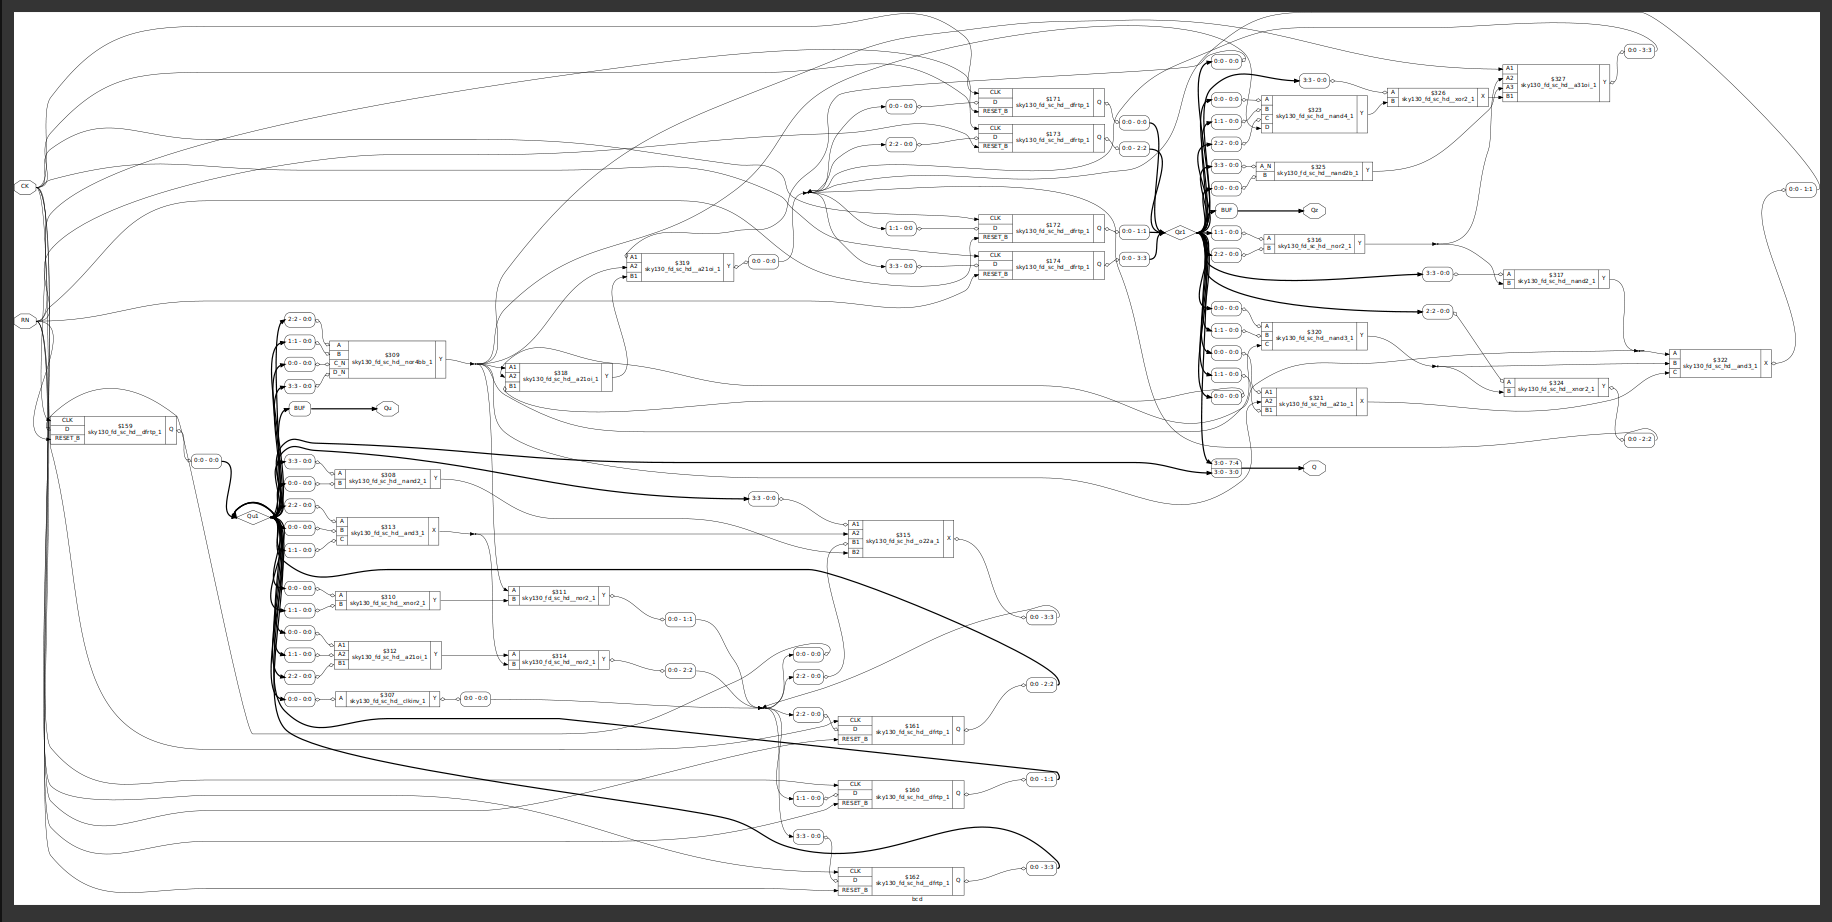 CK
RN
CLK
D
RESET_B
$159
sky130_fd_sc_hd__dfrtp_1
Q
0:0 - 0:0
Qu1
2:2 - 0:0
1:1 - 0:0
0:0 - 0:0
3:3 - 0:0
A
B
C_N
D_N
$309
sky130_fd_sc_hd__nor4bb_1
Y
BUF
Qu
3:3 - 0:0
0:0 - 0:0
A
B
$308
sky130_fd_sc_hd__nand2_1
Y
2:2 - 0:0
0:0 - 0:0
1:1 - 0:0
A
B
C
$313
sky130_fd_sc_hd__and3_1
X
0:0 - 0:0
1:1 - 0:0
A
B
$310
sky130_fd_sc_hd__xnor2_1
Y
0:0 - 0:0
1:1 - 0:0
2:2 - 0:0
A1
A2
B1
$312
sky130_fd_sc_hd__a21oi_1
Y
0:0 - 0:0
A
$307
sky130_fd_sc_hd__clkinv_1
Y
0:0 - 0:0
A1
A2
B1
$318
sky130_fd_sc_hd__a21oi_1
Y
A
B
$311
sky130_fd_sc_hd__nor2_1
Y
A
B
$314
sky130_fd_sc_hd__nor2_1
Y
A1
A2
B1
$319
sky130_fd_sc_hd__a21oi_1
Y
0:0 - 0:0
0:0 - 1:1
0:0 - 2:2
3:3 - 0:0
0:0 - 0:0
2:2 - 0:0
2:2 - 0:0
1:1 - 0:0
3:3 - 0:0
A1
A2
B1
B2
$315
sky130_fd_sc_hd__o22a_1
X
CLK
D
RESET_B
$161
sky130_fd_sc_hd__dfrtp_1
Q
CLK
D
RESET_B
$160
sky130_fd_sc_hd__dfrtp_1
Q
CLK
D
RESET_B
$162
sky130_fd_sc_hd__dfrtp_1
Q
bcd
0:0 - 3:3
0:0 - 2:2
0:0 - 1:1
0:0 - 3:3
0:0 - 0:0
2:2 - 0:0
1:1 - 0:0
3:3 - 0:0
CLK
D
RESET_B
$171
sky130_fd_sc_hd__dfrtp_1
Q
CLK
D
RESET_B
$173
sky130_fd_sc_hd__dfrtp_1
Q
CLK
D
RESET_B
$172
sky130_fd_sc_hd__dfrtp_1
Q
CLK
D
RESET_B
$174
sky130_fd_sc_hd__dfrtp_1
Q
0:0 - 0:0
0:0 - 2:2
0:0 - 1:1
0:0 - 3:3
Qz1
0:0 - 0:0
3:3 - 0:0
0:0 - 0:0
1:1 - 0:0
2:2 - 0:0
A
B
C
D
$323
sky130_fd_sc_hd__nand4_1
Y
3:3 - 0:0
0:0 - 0:0
A_N
B
$325
sky130_fd_sc_hd__nand2b_1
Y
BUF
Qz
1:1 - 0:0
2:2 - 0:0
A
B
$316
sky130_fd_sc_hd__nor2_1
Y
3:3 - 0:0
2:2 - 0:0
0:0 - 0:0
1:1 - 0:0
0:0 - 0:0
A
B
C
$320
sky130_fd_sc_hd__nand3_1
Y
1:1 - 0:0
0:0 - 0:0
A1
A2
B1
$321
sky130_fd_sc_hd__a21o_1
X
3:0 - 7:4
3:0 - 3:0
Q
A
B
$326
sky130_fd_sc_hd__xor2_1
X
A1
A2
A3
B1
$327
sky130_fd_sc_hd__a31oi_1
Y
0:0 - 3:3
A
B
$317
sky130_fd_sc_hd__nand2_1
Y
A
B
$324
sky130_fd_sc_hd__xnor2_1
Y
0:0 - 2:2
A
B
C
$322
sky130_fd_sc_hd__and3_1
X
0:0 - 1:1